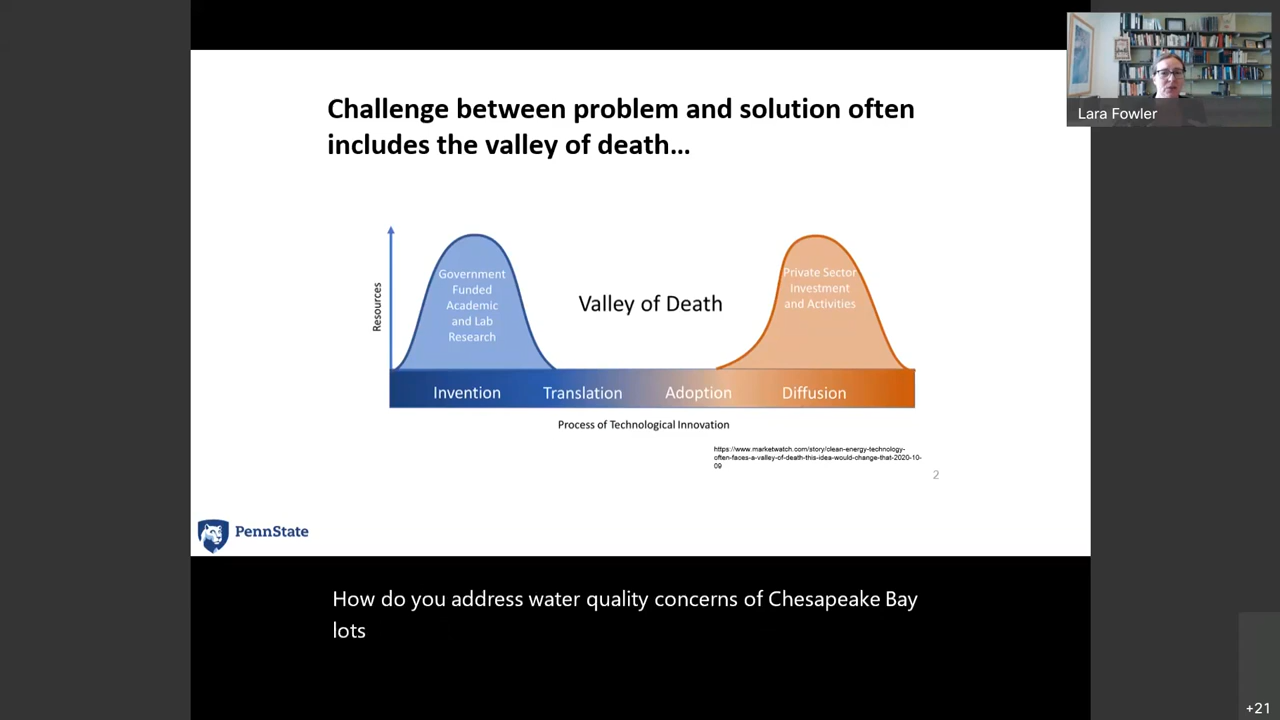 Lara Fowler
Challenge between problem and solution often
includes the valley of death...
Resources
Government
Funded
Academic
and Lab
Research
Valley of Death
Private Sector
Investment
and Activities
Invention
Translation
Adoption
Diffusion
Process of Technological Innovation
https://www.marketwatch.com/story/clean-energy-technology-
often-faces-a-valley-of-death-this-idea-would-change-that-2020-10-
09
2
PennState
How do you address water quality concerns of Chesapeake Bay
lots
+21